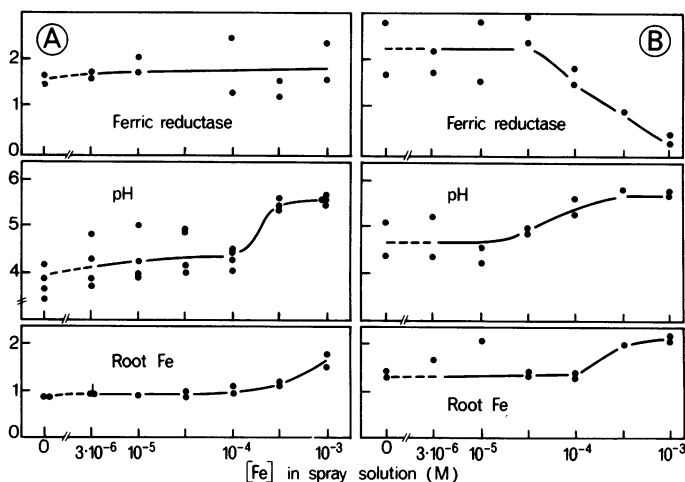 A
B
2
1
0
Ferric reductase
Ferric reductase
6
5
4
pH
pH
2
1
0
Root Fe
Root Fe
0 3·10⁻⁶ 10⁻⁵ 10⁻⁴ 10⁻³
0 3·10⁻⁶ 10⁻⁵ 10⁻⁴ 10⁻³
[Fe] in spray solution (M)